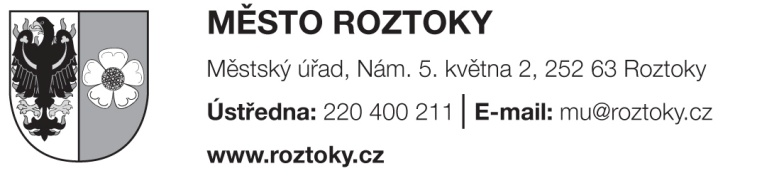 MĚSTO ROZTOKY
Městský úřad, Nám. 5. května 2, 252 63 Roztoky
Ústředna: 220 400 211 | E-mail: mu@roztoky.cz
www.roztoky.cz